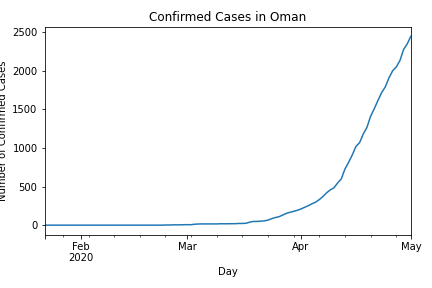 Confirmed Cases in Oman
Number of Confirmed Cases
2500
2000
1500
1000
500
0
Feb
2020
Mar
Apr
May
Day